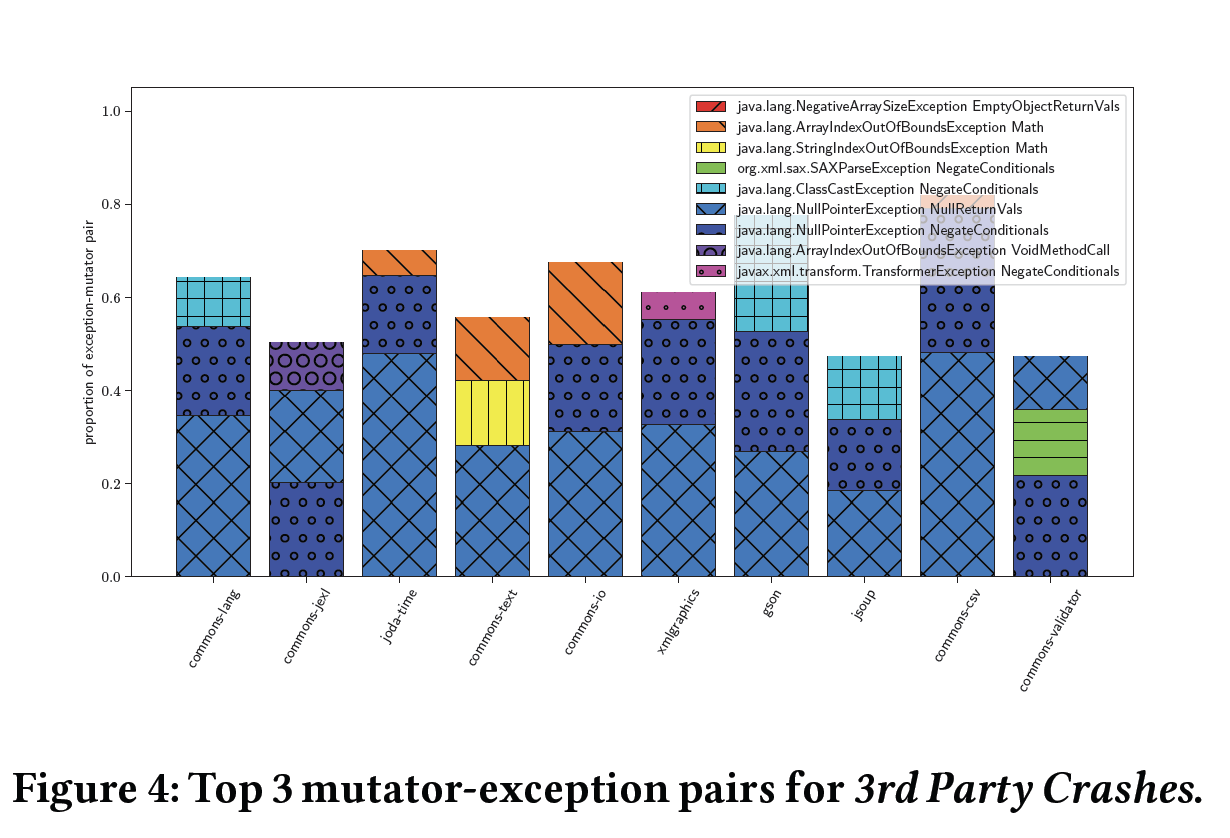 1.0
0.8
0.6
0.4
0.2
0.0
proportion of exception-mutator pair
java.lang.NegativeArraySizeException EmptyObjectReturnVals
java.lang.ArrayIndexOutOfBoundsException Math
java.lang.StringIndexOutOfBoundsException Math
org.xml.sax.SAXParseException NegateConditionals
java.lang.ClassCastException NegateConditionals
java.lang.NullPointerException NullReturnVals
java.lang.NullPointerException NegateConditionals
java.lang.ArrayIndexOutOfBoundsException VoidMethodCall
javax.xml.transform.TransformerException NegateConditionals
commons-lang
commons-jexl
joda-time
commons-text
commons-io
xmlgraphics
gson
jsoup
commons-csv
commons-validator
Figure 4: Top 3 mutator-exception pairs for 3rd Party Crashes.